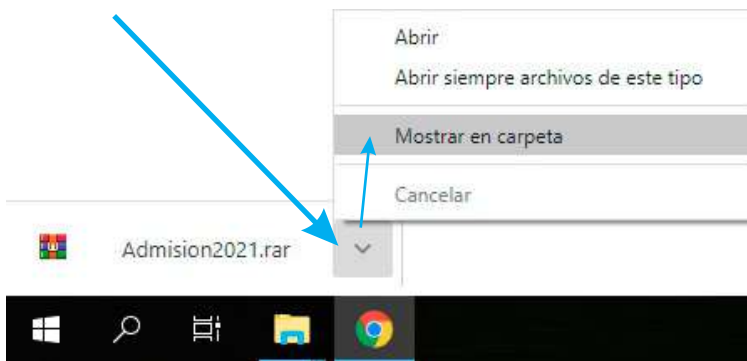 Abrir
Abrir siempre archivos de este tipo
Mostrar en carpeta
Cancelar
Admision2021.rar